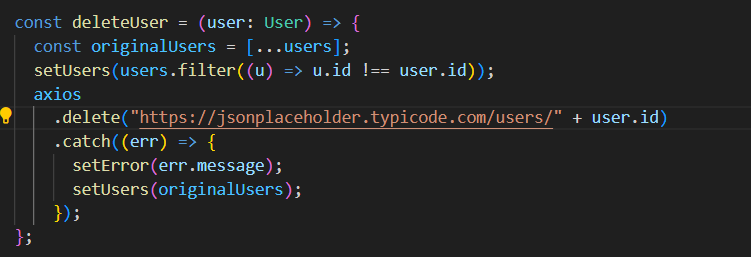 const deleteUser = (user: User) => {
const originalUsers = [...users];
setUsers(users.filter((u) => u.id !== user.id));
axios
.delete("https://jsonplaceholder.typicode.com/users/" + user.id)
.catch((err) => {
setError(err.message);
setUsers(originalUsers);
});
};